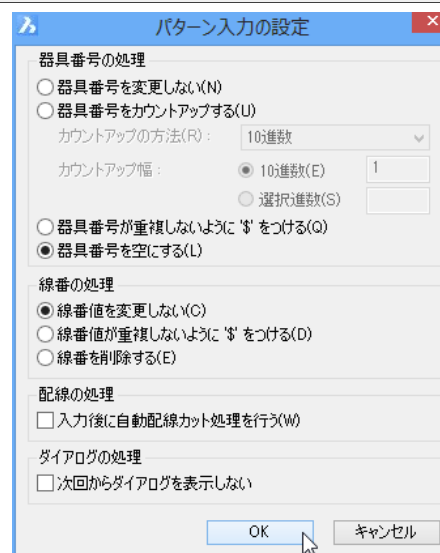 パターン入力の設定
器具番号の処理
器具番号を変更しない(N)
器具番号をカウントアップする(U)
カウントアップの方法(R): 10進数
カウントアップ幅: 10進数(E) 1
選択進数(S)
器具番号が重複しないように '$' をつける(Q)
器具番号を空にする(L)
線番の処理
線番値を変更しない(C)
線番値が重複しないように '$' をつける(D)
線番を削除する(E)
配線の処理
入力後に自動配線カット処理を行う(W)
ダイアログの処理
次回からダイアログを表示しない
OK キャンセル